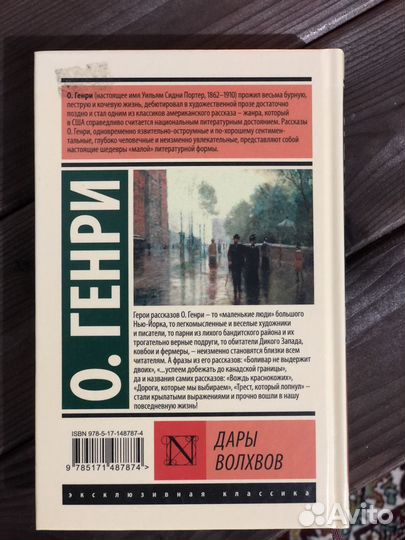 О. Генри (настоящее имя Уильям Сидни Портер, 1862–1910) прожил весьма бурную,
пеструю и кочевую жизнь, дебютировал в художественной прозе достаточно
поздно и стал одним из классиков американского рассказа – жанра, который
в США справедливо считается национальным литературным достоянием. Рассказы
О. Генри, одновременно язвительно-остроумные и по-хорошему сентимен-
тальные, глубоко человечные и неизменно увлекательные, представляют собой
настоящие шедевры «малой» литературной формы.
О. ГЕНРИ
Герои рассказов О. Генри – то «маленькие люди» большого
Нью-Йорка, то легкомысленные и веселые художники
и писатели, то парни из лихого бандитского района и их
трогательно верные подруги, то обитатели Дикого Запада,
ковбои и фермеры, – неизменно становятся близки всем
читателям. А фразы из его рассказов: «Боливар не выдержит
двоих», «...успеем добежать до канадской границы»,
да и названия самих рассказов: «Вождь краснокожих»,
«Дороги, которые мы выбираем», «Трест, который лопнул» –
стали крылатыми выражениями и прочно вошли в нашу
повседневную жизнь!
ISBN 978-5-17-148787-4
9 785171 487874 >
N
ДАРЫ
ВОЛХВОВ
эксклюзивная классика
Avito